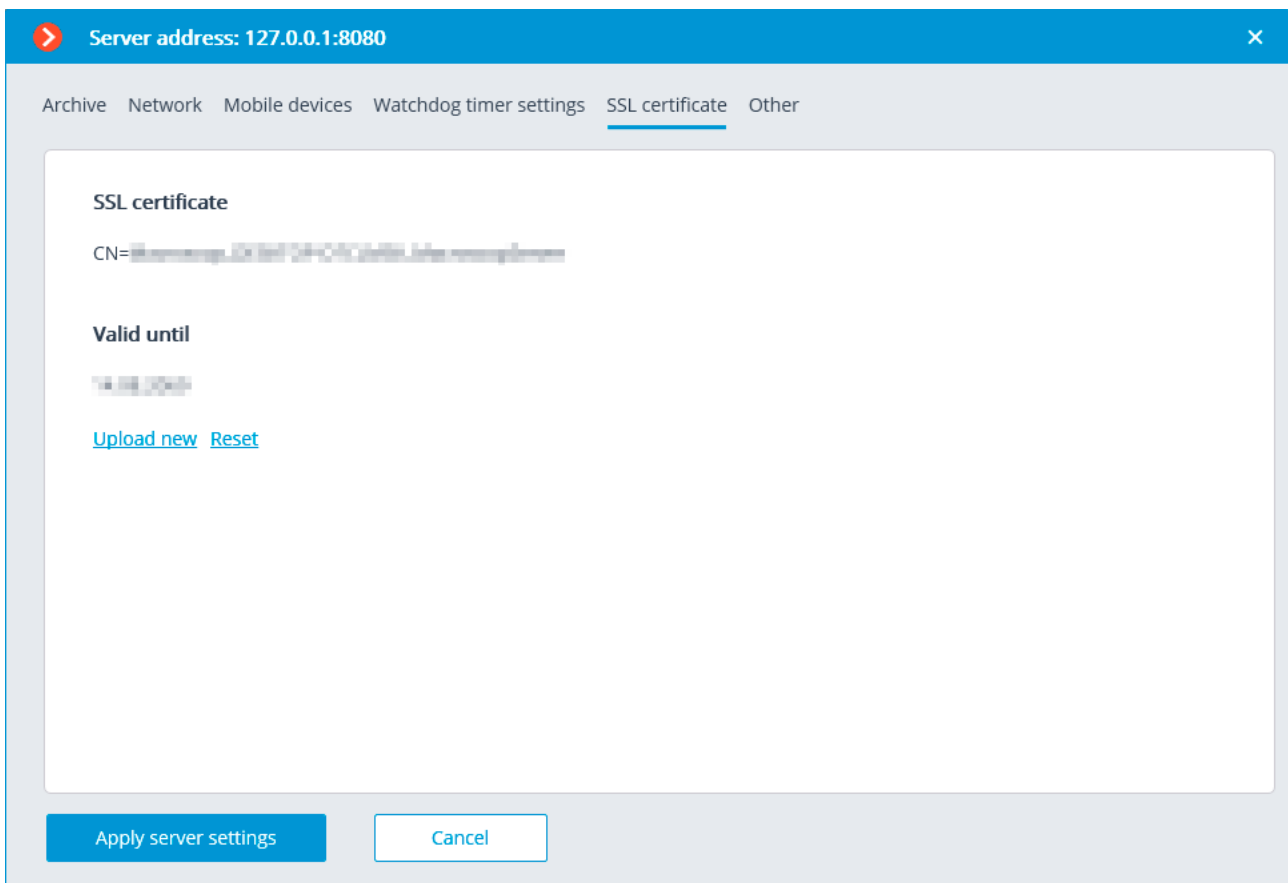 Server address: 127.0.0.1:8080
Archive Network Mobile devices Watchdog timer settings SSL certificate Other
SSL certificate
CN=
Valid until
Upload new Reset
Apply server settings Cancel